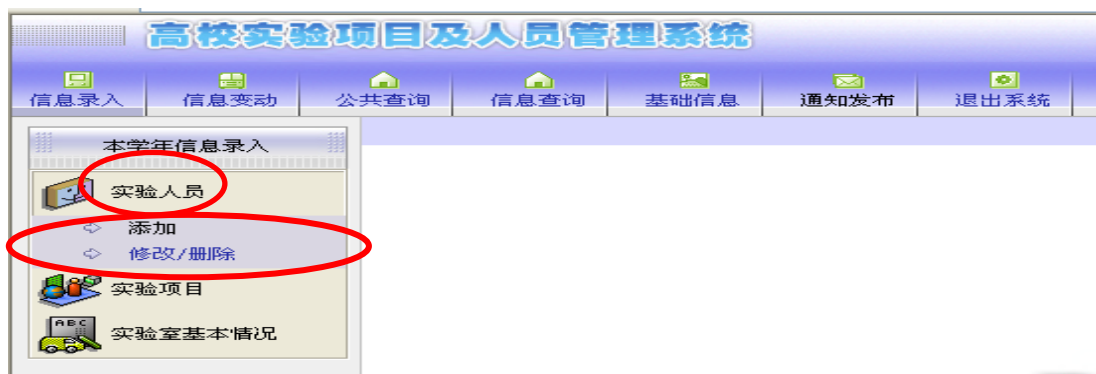 高校实验项目及人员管理系统
信息录入 信息变动 公共查询 信息查询 基础信息 通知发布 退出系统
本学年信息录入
实验人员
添加
修改/删除
实验项目
ABC
实验室基本情况